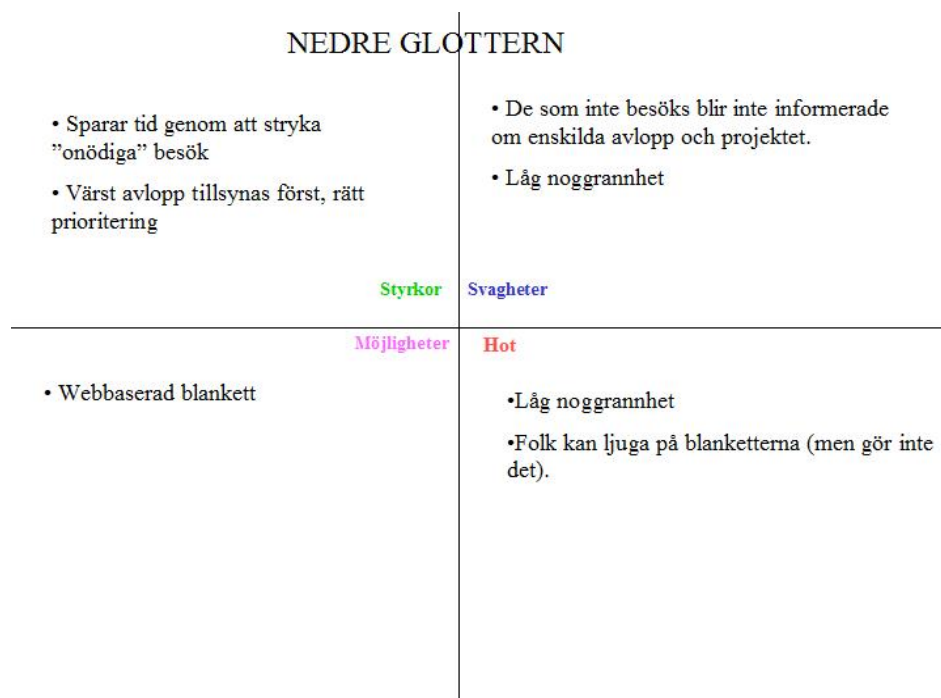 NEDRE GLOTTERN
• Sparar tid genom att stryka
”onödiga” besök
• Värst avlopp tillsynas först, rätt
prioritering
• De som inte besöks blir inte informerade
om enskilda avlopp och projektet.
• Låg noggrannhet
Styrkor
Svagheter
Möjligheter
Hot
• Webbaserad blankett
•Låg noggrannhet
•Folk kan ljuga på blanketterna (men gör inte
det).